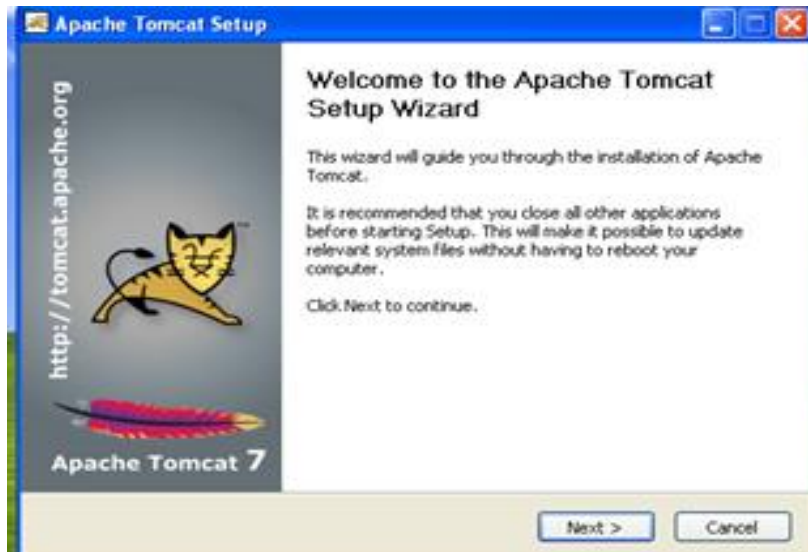 Apache Tomcat Setup
http://tomcat.apache.org
Welcome to the Apache Tomcat
Setup Wizard
This wizard will guide you through the installation of Apache
Tomcat.
It is recommended that you close all other applications
before starting Setup. This will make it possible to update
relevant system files without having to reboot your
computer.
Click Next to continue.
TM
Apache Tomcat 7
Next >
Cancel